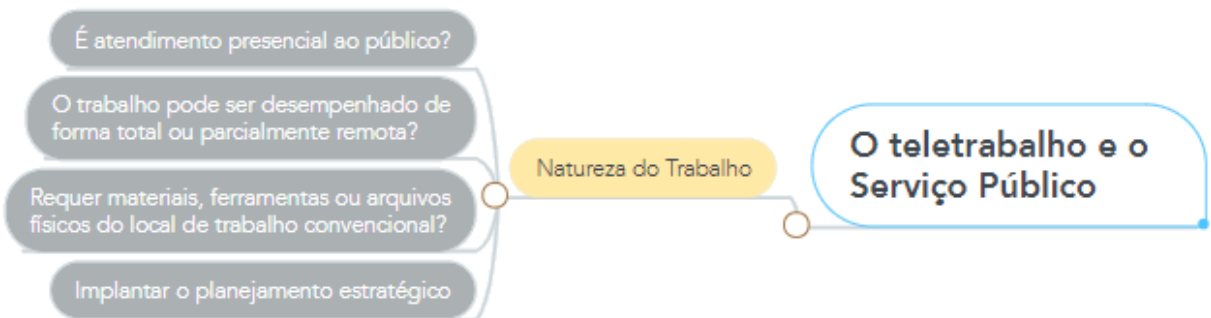 É atendimento presencial ao público?
O trabalho pode ser desempenhado de
forma total ou parcialmente remota?
Requer materiais, ferramentas ou arquivos
físicos do local de trabalho convencional?
Implantar o planejamento estratégico
Natureza do Trabalho
O teletrabalho e o
Serviço Público